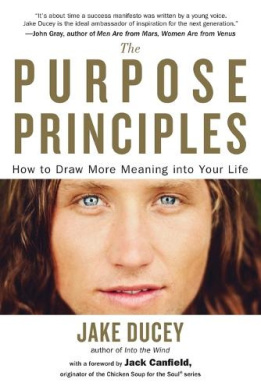 "It's about time a success manifesto was written by a young voice.
Jake Ducey is the ideal ambassador of inspiration for the next generation."
—John Gray, author of Men Are from Mars, Women Are from Venus
The
PURPOSE
PRINCIPLES
How to Draw More Meaning into Your Life
JAKE DUCEY
author of Into the Wind
with a foreword by Jack Canfield,
originator of the Chicken Soup for the Soul® series